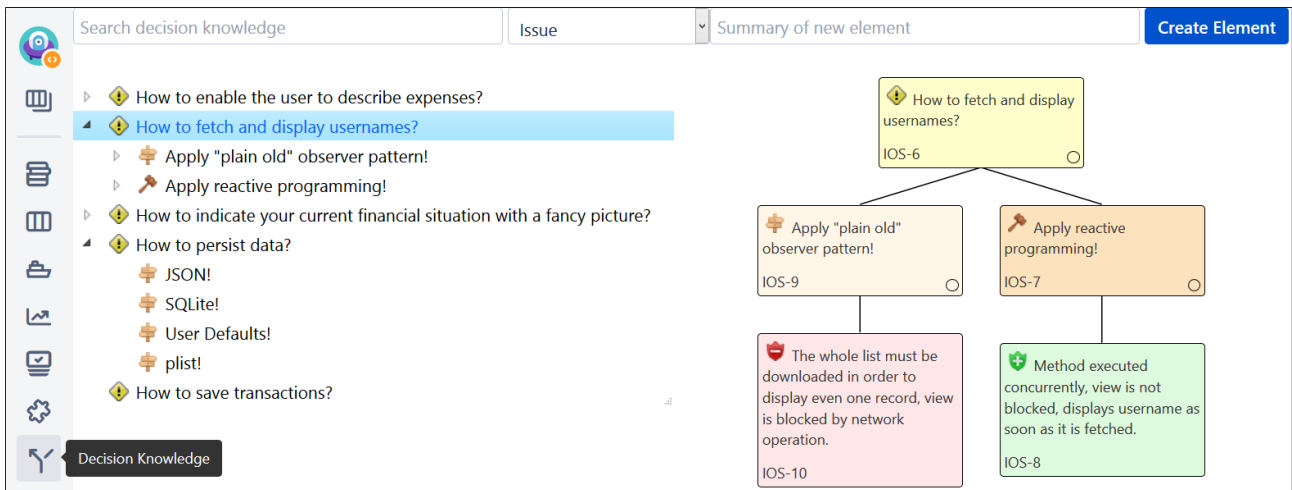 Search decision knowledge
Issue
Summary of new element
Create Element
How to enable the user to describe expenses?
How to fetch and display usernames?
Apply "plain old" observer pattern!
Apply reactive programming!
How to indicate your current financial situation with a fancy picture?
How to persist data?
JSON!
SQLite!
User Defaults!
plist!
How to save transactions?
Decision Knowledge
How to fetch and display
usernames?
IOS-6
Apply "plain old"
observer pattern!
IOS-9
Apply reactive
programming!
IOS-7
The whole list must be
downloaded in order to
display even one record, view
is blocked by network
operation.
IOS-10
Method executed
concurrently, view is not
blocked, displays username as
soon as it is fetched.
IOS-8